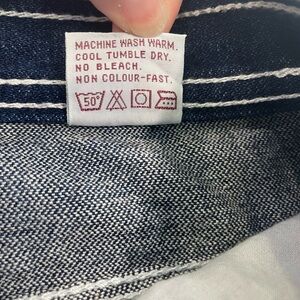 MACHINE WASH WARM.
COOL TUMBLE DRY.
NO BLEACH.
NON COLOUR-FAST.
50°